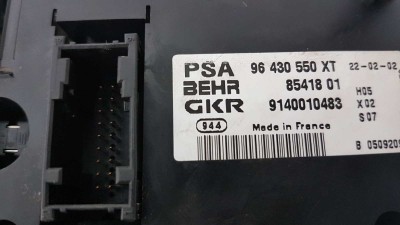 PSA 96 430 550 XT 22-02-02
BEHR 85418 01 H05
GKR 9140010483 X02
944 Made in France S07
B 050920